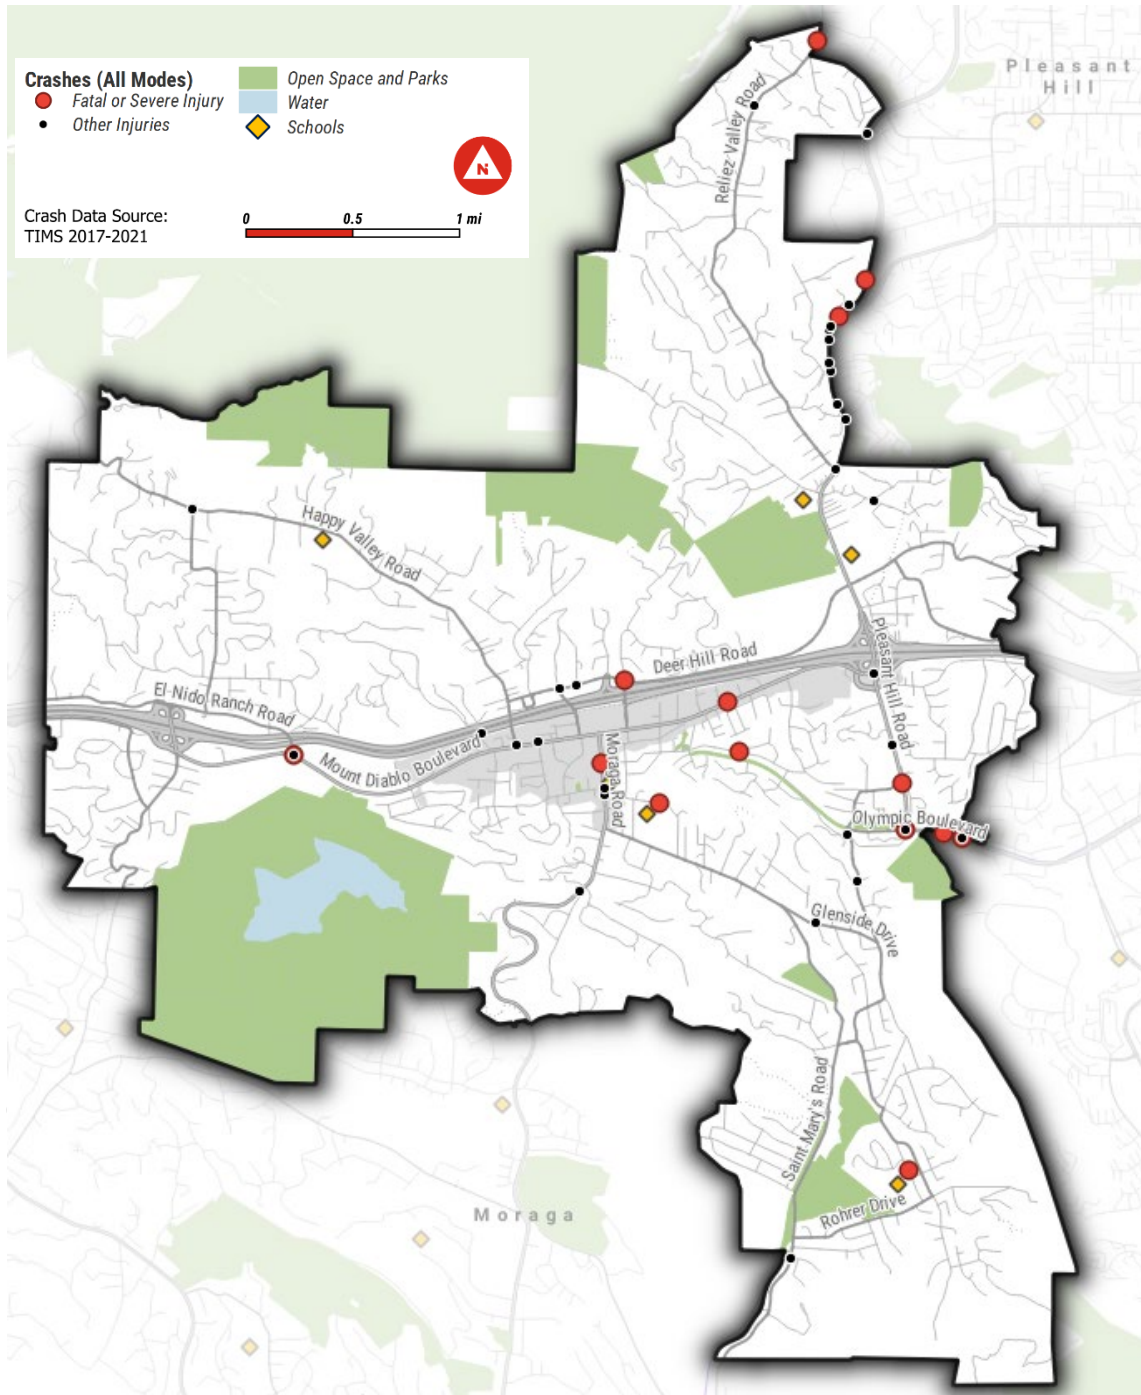 Crashes (All Modes)
Fatal or Severe Injury
Other Injuries
Open Space and Parks
Water
Schools
N
Crash Data Source:
TIMS 2017-2021
0 0.5 1 mi
Pleasant
Hill
Reliez Valley Road
Happy Valley Road
Deer Hill Road
Pleasant Hill Road
El Nido Ranch Road
Mount Diablo Boulevard
Moraga Road
Olympic Boulevard
Glenside Drive
Saint Mary's Road
Rohrer Drive
Moraga